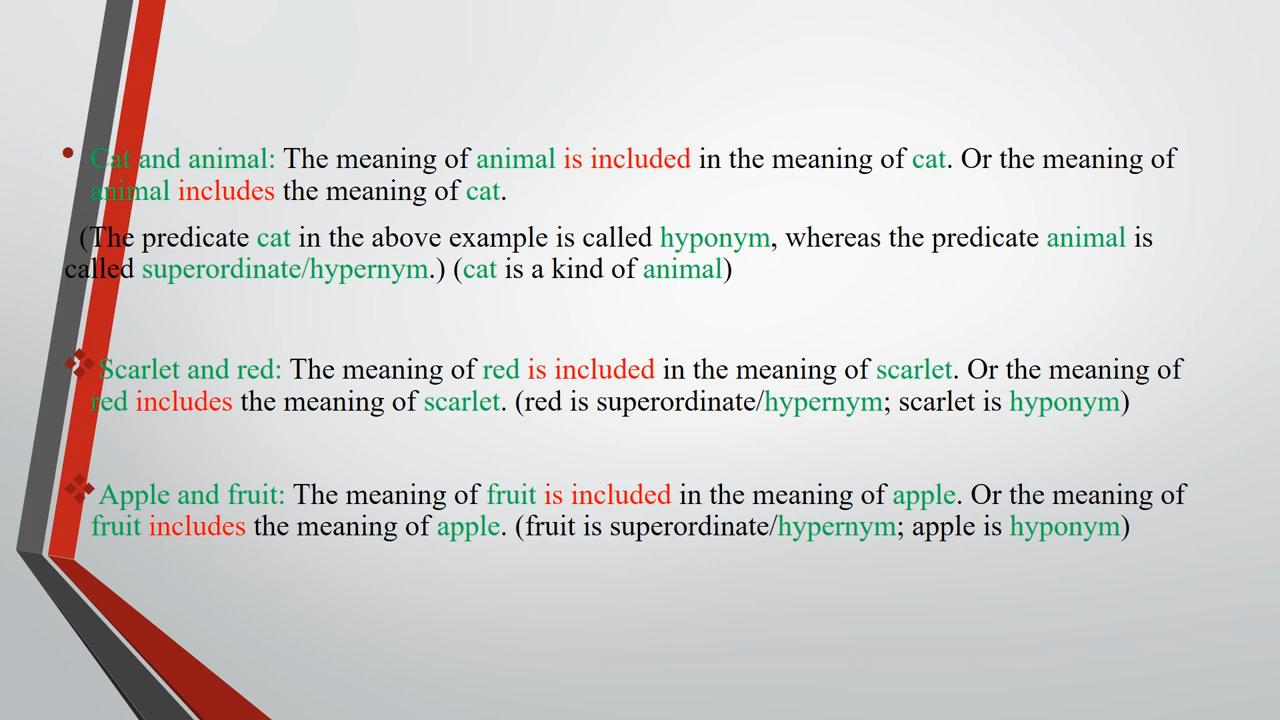 Cat and animal: The meaning of animal is included in the meaning of cat. Or the meaning of
animal includes the meaning of cat.
(The predicate cat in the above example is called hyponym, whereas the predicate animal is
called superordinate/hypernym.) (cat is a kind of animal)
Scarlet and red: The meaning of red is included in the meaning of scarlet. Or the meaning of
red includes the meaning of scarlet. (red is superordinate/hypernym; scarlet is hyponym)
Apple and fruit: The meaning of fruit is included in the meaning of apple. Or the meaning of
fruit includes the meaning of apple. (fruit is superordinate/hypernym; apple is hyponym)